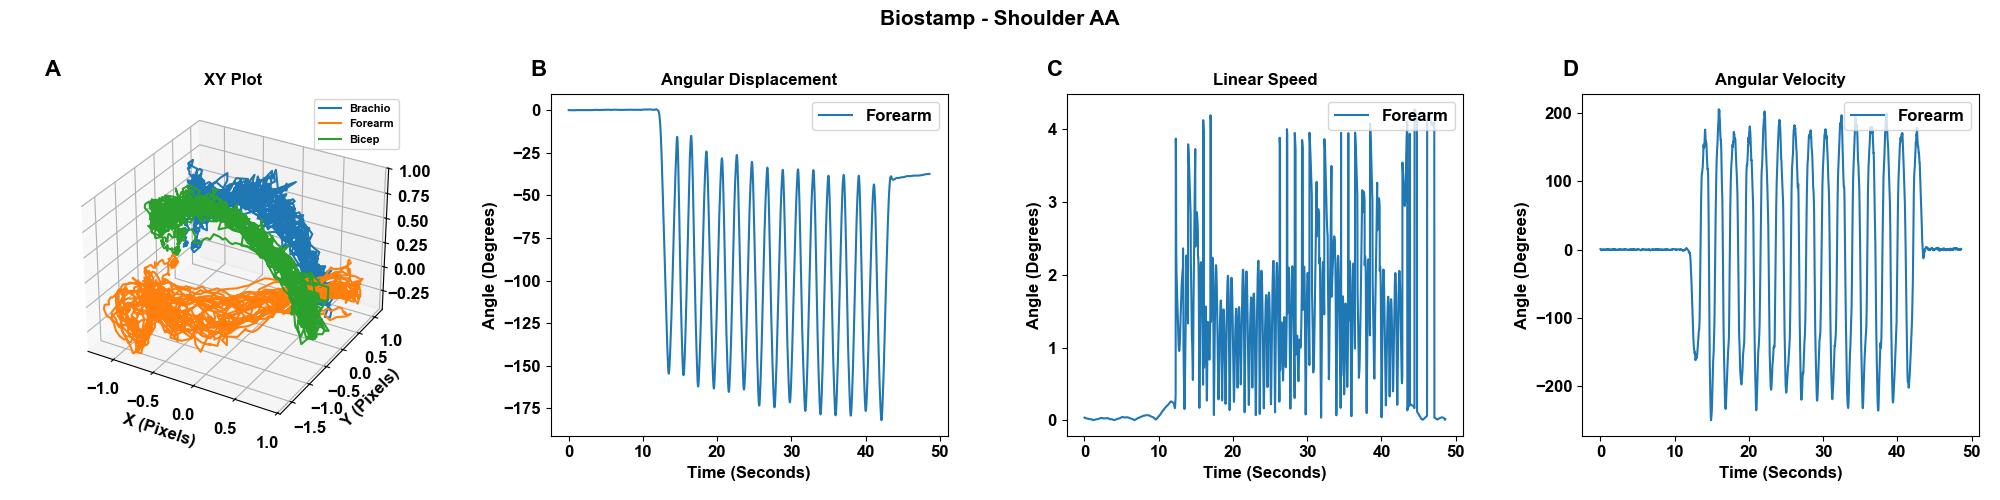 Biostamp - Shoulder AA
A
XY Plot
Brachio
Forearm
Bicep
1.00
0.75
0.50
0.25
0.00
−0.25
−1.0
−0.5
0.0
0.5
1.0
X (Pixels)
−1.5
−1.0
−0.5
0.0
0.5
1.0
Y (Pixels)
B
Angular Displacement
Forearm
0
−25
−50
−75
−100
−125
−150
−175
Angle (Degrees)
0 10 20 30 40 50
Time (Seconds)
C
Linear Speed
Forearm
4
3
2
1
0
Angle (Degrees)
0 10 20 30 40 50
Time (Seconds)
D
Angular Velocity
Forearm
200
100
0
−100
−200
Angle (Degrees)
0 10 20 30 40 50
Time (Seconds)